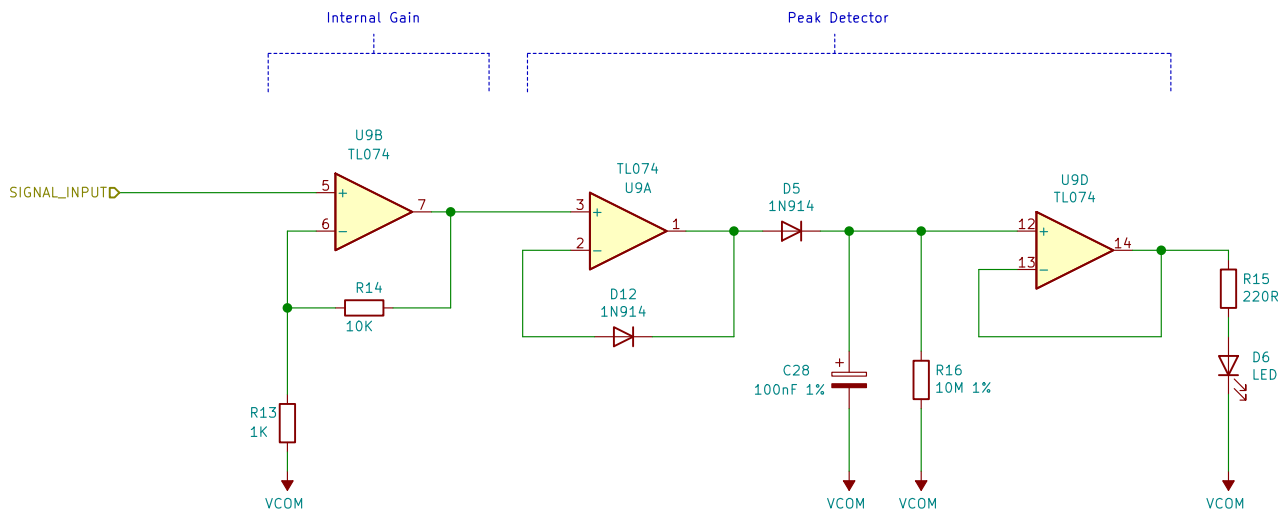 Internal Gain
Peak Detector
U9B
TL074
SIGNAL_INPUT
5
+
6
−
7
R14
10K
R13
1K
VCOM
TL074
U9A
3
+
2
−
1
D12
1N914
D5
1N914
+
C28
100nF 1%
VCOM
R16
10M 1%
VCOM
U9D
TL074
12
+
13
−
14
R15
220R
D6
LED
VCOM